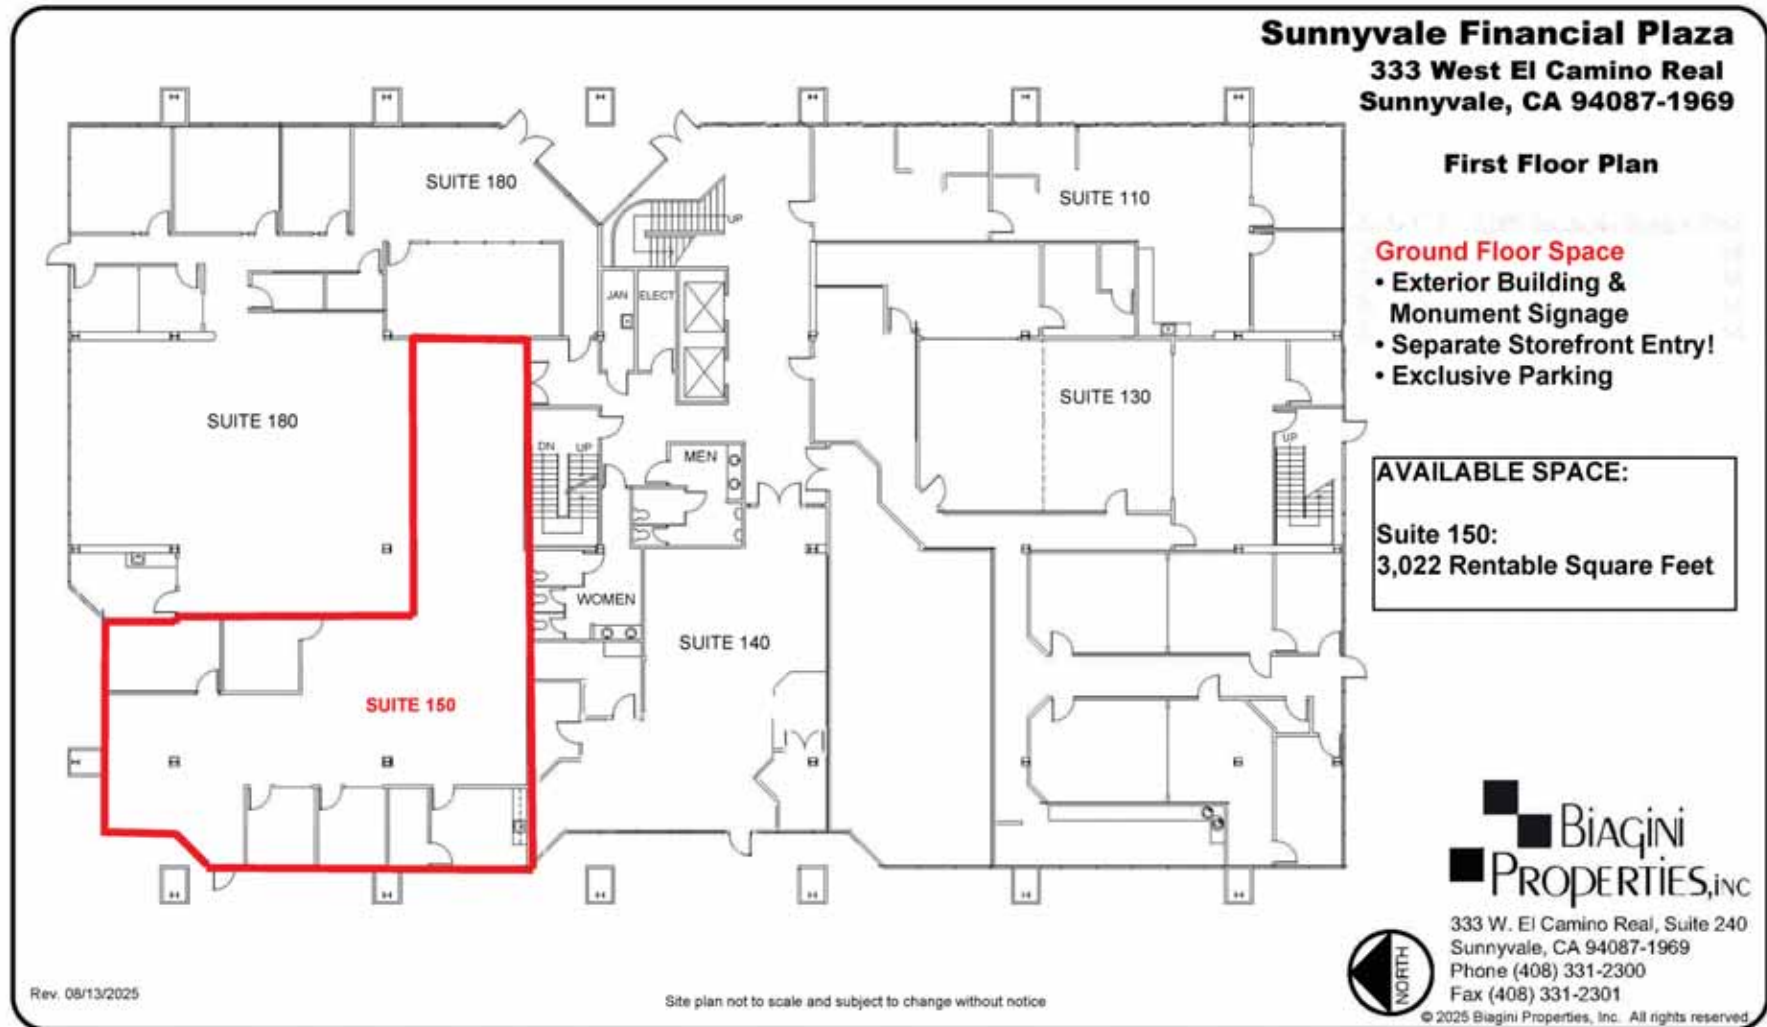 Sunnyvale Financial Plaza
333 West El Camino Real
Sunnyvale, CA 94087-1969
First Floor Plan
Ground Floor Space
• Exterior Building &
Monument Signage
• Separate Storefront Entry!
• Exclusive Parking
AVAILABLE SPACE:
Suite 150:
3,022 Rentable Square Feet
SUITE 180
UP
SUITE 110
JAN
ELECT
SUITE 180
SUITE 130
DN
UP
MEN
UP
WOMEN
SUITE 140
SUITE 150
BiAGiNi
PROPERTiES,iNC
333 W. El Camino Real, Suite 240
Sunnyvale, CA 94087-1969
Phone (408) 331-2300
Fax (408) 331-2301
NORTH
Rev. 08/13/2025
Site plan not to scale and subject to change without notice
© 2025 Biagini Properties, Inc. All rights reserved